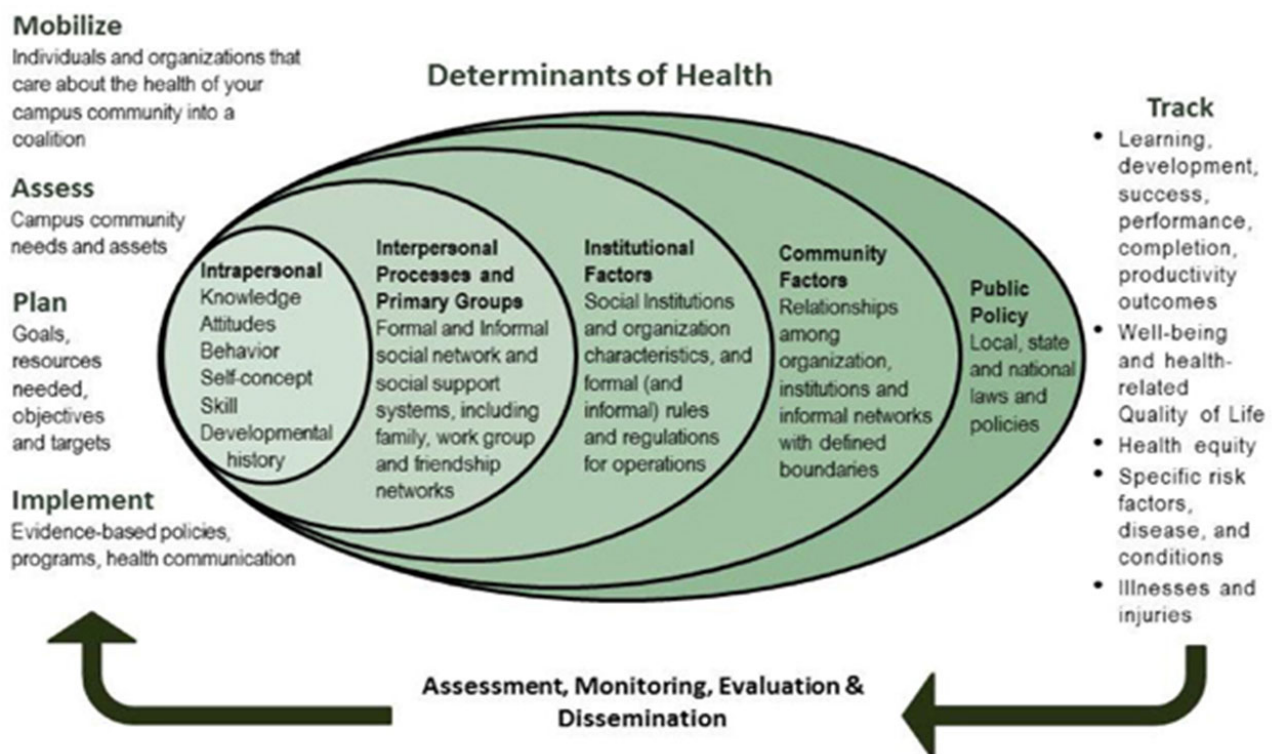 Mobilize
Individuals and organizations that
care about the health of your
campus community into a
coalition
Assess
Campus community
needs and assets
Plan
Goals,
resources
needed,
objectives
and targets
Implement
Evidence-based policies,
programs, health communication
Determinants of Health
Intrapersonal
Knowledge
Attitudes
Behavior
Self-concept
Skill
Developmental
history
Interpersonal
Processes and
Primary Groups
Formal and Informal
social network and
social support
systems, including
family, work group
and friendship
networks
Institutional
Factors
Social Institutions
and organization
characteristics, and
formal (and
informal) rules
and regulations
for operations
Community
Factors
Relationships
among
organization,
institutions and
informal networks
with defined
boundaries
Public
Policy
Local, state
and national
laws and
policies
Track
• Learning,
development,
success,
performance,
completion,
productivity
outcomes
• Well-being
and health-
related
Quality of Life
• Health equity
• Specific risk
factors,
disease, and
conditions
• Illnesses and
injuries
Assessment, Monitoring, Evaluation &
Dissemination